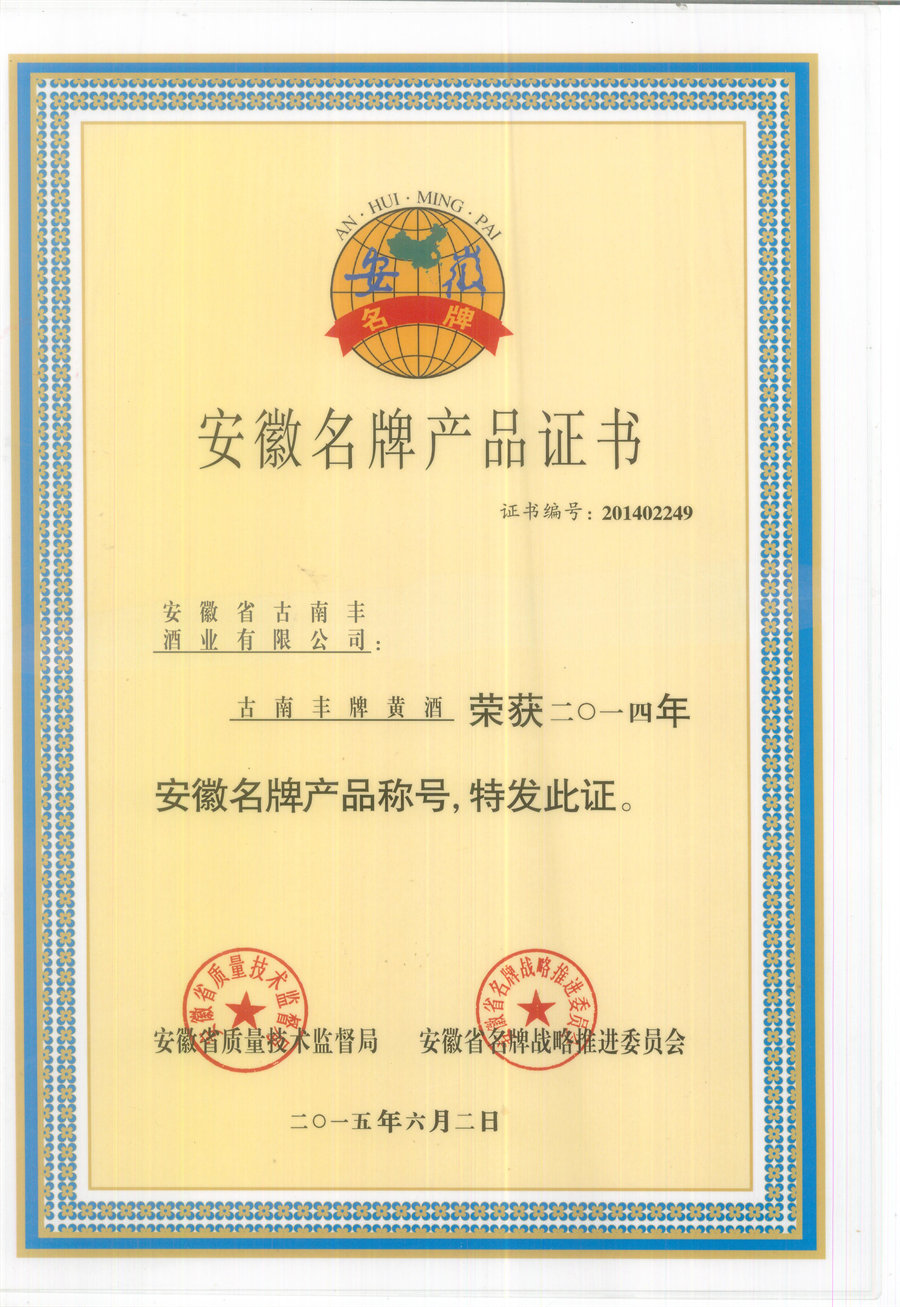 AN·HUI·MING·PAI
安徽
名牌
安徽名牌产品证书
证书编号：201402249
安徽省古南丰
酒业有限公司：
古南丰牌黄酒 荣获二〇一四年
安徽名牌产品称号，特发此证。
安徽省质量技术监督局
安徽省名牌战略推进委员会
安徽省质量技术监督局 安徽省名牌战略推进委员会
二〇一五年六月二日